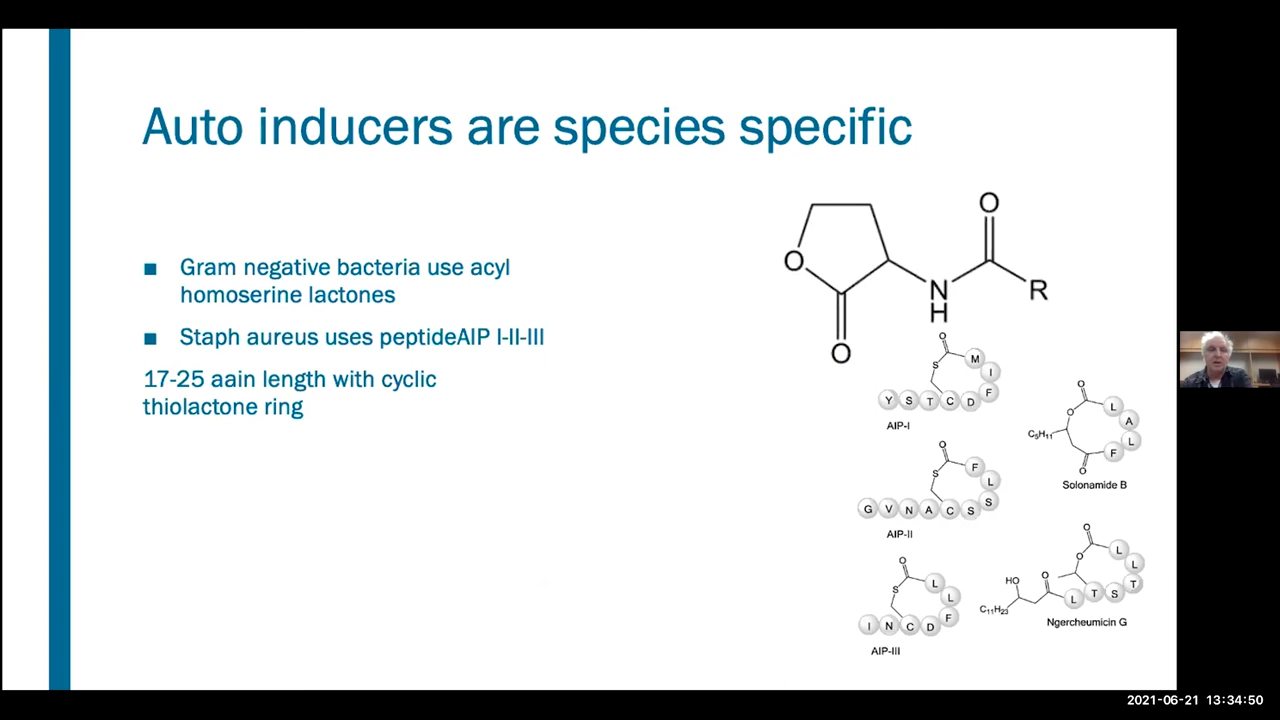 Auto inducers are species specific
■ Gram negative bacteria use acyl
homoserine lactones
■ Staph aureus uses peptideAIP I-II-III
17-25 aain length with cyclic
thiolactone ring
O
O
N
H
R
O
O
S
M
I
F
Y S T C D
AIP-I
O
S
F
L
S
G V N A C S
AIP-II
O
S
L
L
F
I N C D
AIP-III
O
O
L
A
L
F
C5H11
O
Solonamide B
O
O
L
L
T
HO
O
C11H23
L T S
Ngercheumicin G
2021-06-21 13:34:50